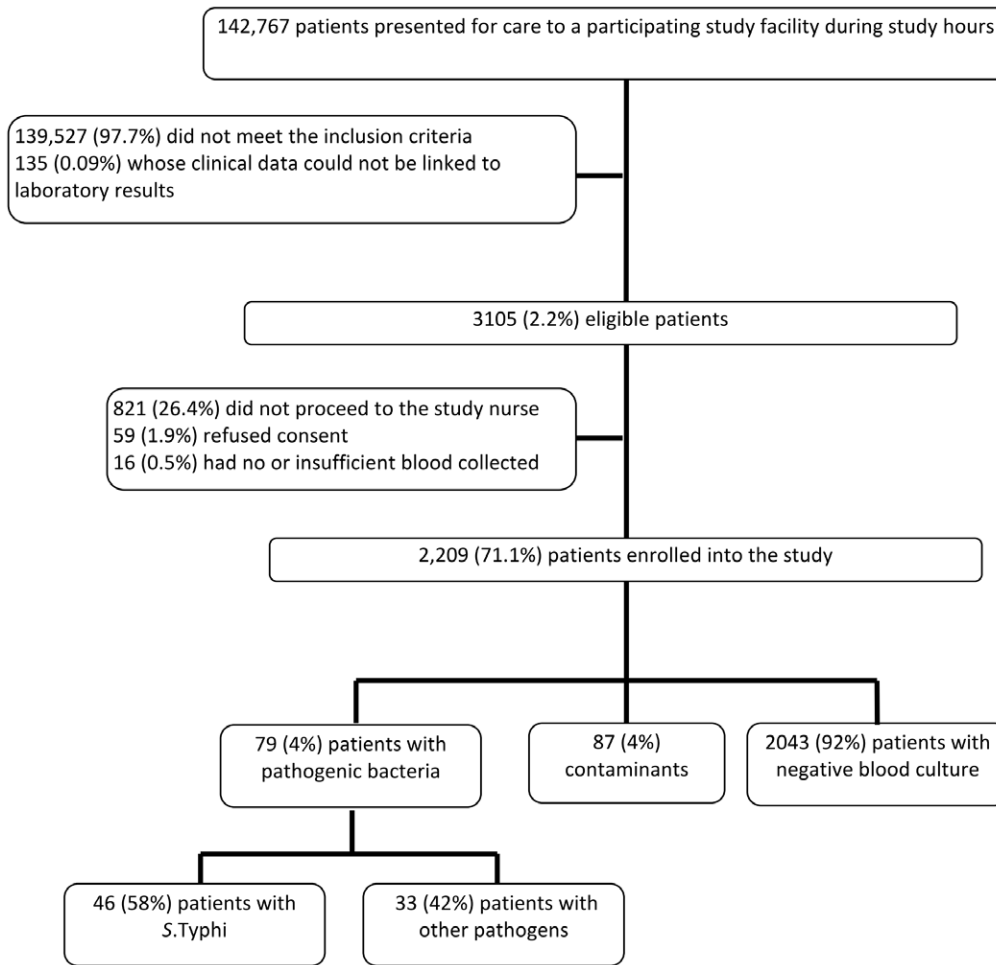 142,767 patients presented for care to a participating study facility during study hours
139,527 (97.7%) did not meet the inclusion criteria
135 (0.09%) whose clinical data could not be linked to
laboratory results
3105 (2.2%) eligible patients
821 (26.4%) did not proceed to the study nurse
59 (1.9%) refused consent
16 (0.5%) had no or insufficient blood collected
2,209 (71.1%) patients enrolled into the study
79 (4%) patients with
pathogenic bacteria
87 (4%)
contaminants
2043 (92%) patients with
negative blood culture
46 (58%) patients with
S.Typhi
33 (42%) patients with
other pathogens